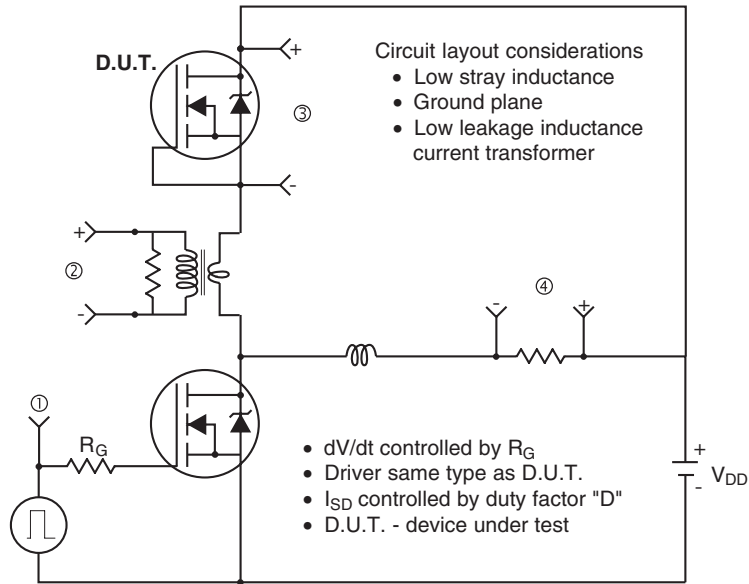 D.U.T.
+
Circuit layout considerations
• Low stray inductance
• Ground plane
• Low leakage inductance
current transformer
③
-
+
②
-
④
- +
①
R_G
• dV/dt controlled by R_G
• Driver same type as D.U.T.
• I_SD controlled by duty factor "D"
• D.U.T. - device under test
+
V_DD
-